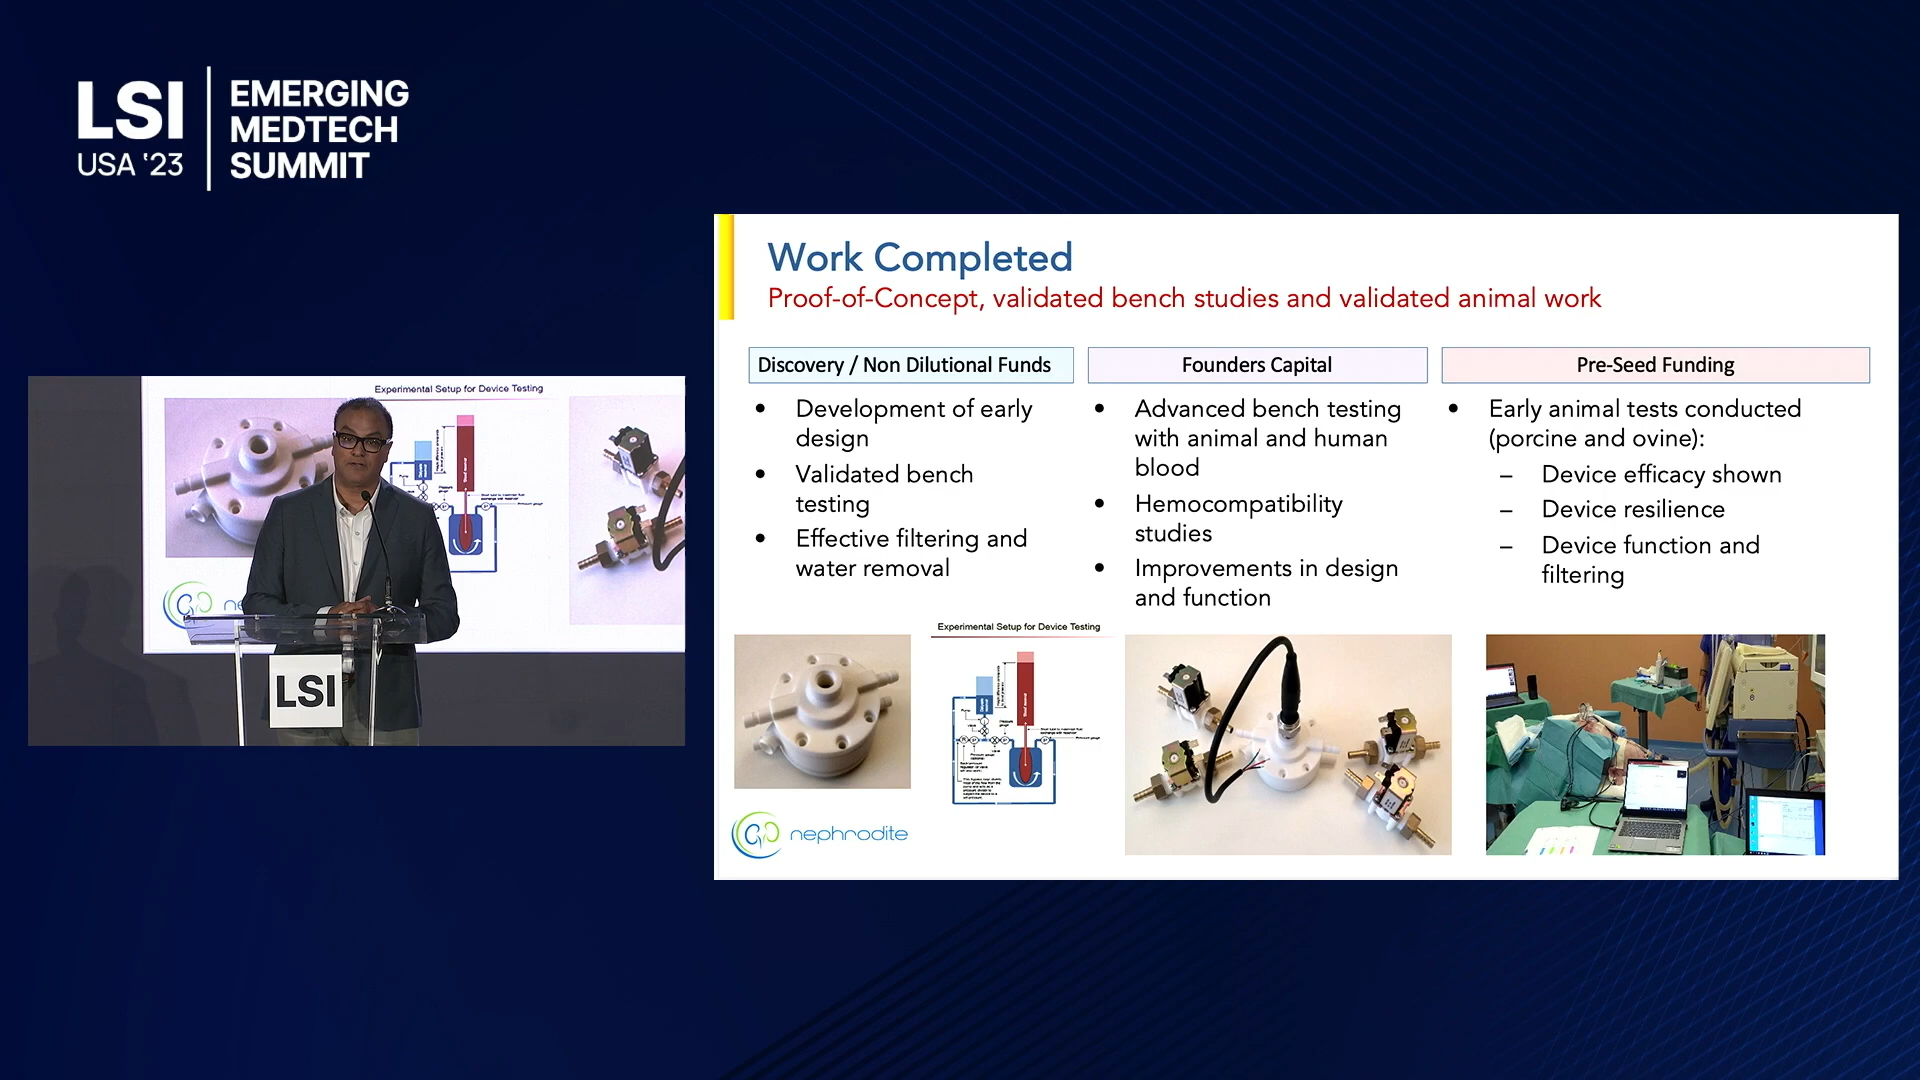 LSI
USA '23
EMERGING
MEDTECH
SUMMIT
Experimental Setup for Device Testing
ne
LSI
Work Completed
Proof-of-Concept, validated bench studies and validated animal work
Discovery / Non Dilutional Funds
• Development of early
design
• Validated bench
testing
• Effective filtering and
water removal
Founders Capital
• Advanced bench testing
with animal and human
blood
• Hemocompatibility
studies
• Improvements in design
and function
Pre-Seed Funding
• Early animal tests conducted
(porcine and ovine):
– Device efficacy shown
– Device resilience
– Device function and
filtering
Experimental Setup for Device Testing
nephrodite